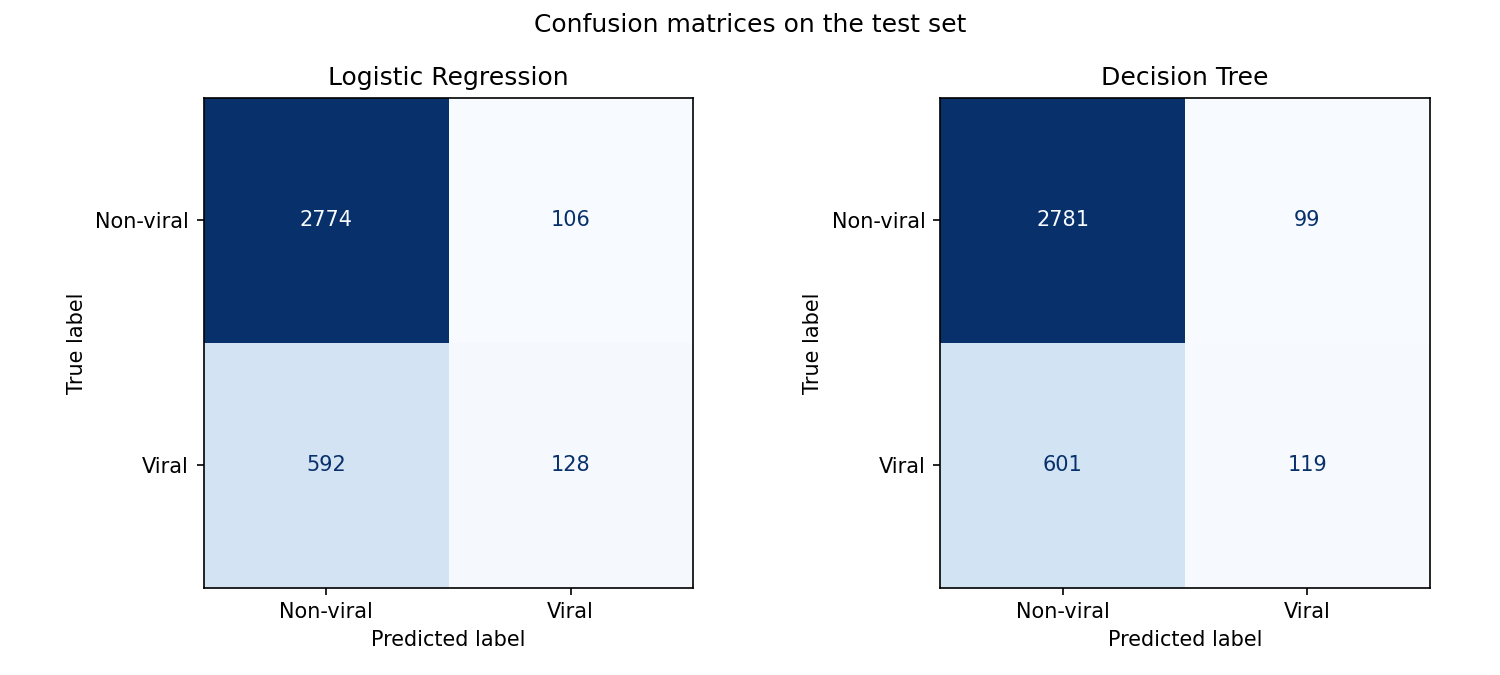 Confusion matrices on the test set
Logistic Regression
Non-viral
2774
106
Viral
592
128
True label
Non-viral
Viral
Predicted label
Decision Tree
Non-viral
2781
99
Viral
601
119
True label
Non-viral
Viral
Predicted label